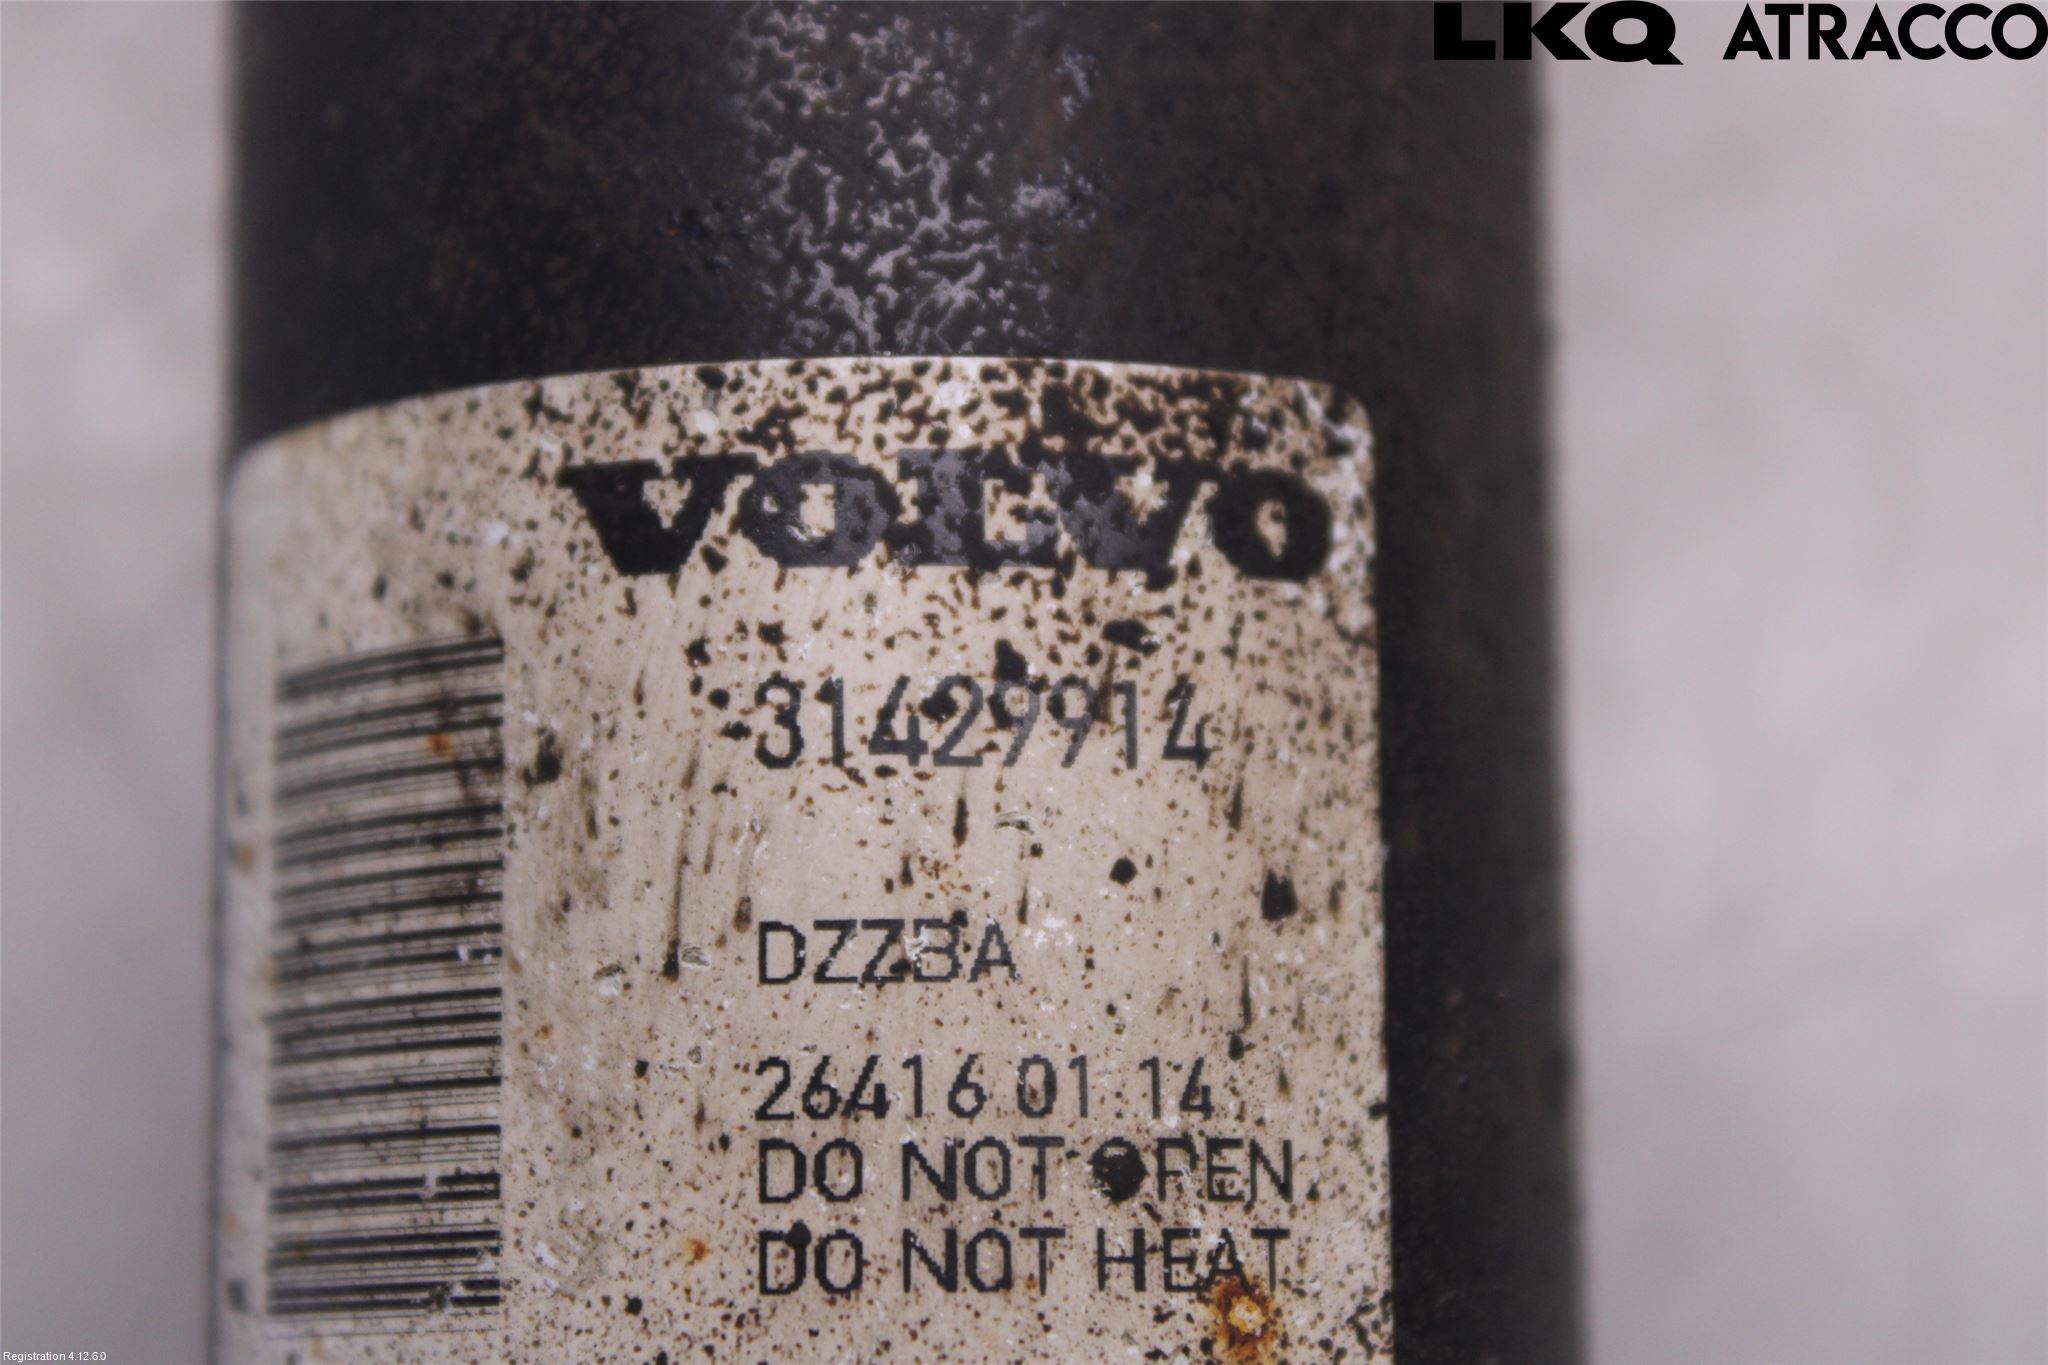 LKQ ATRACCO
VOLVO
31429914
DZZBA
26416 01 14
DO NOT OPEN
DO NOT HEAT
Registration 4.12.6.0